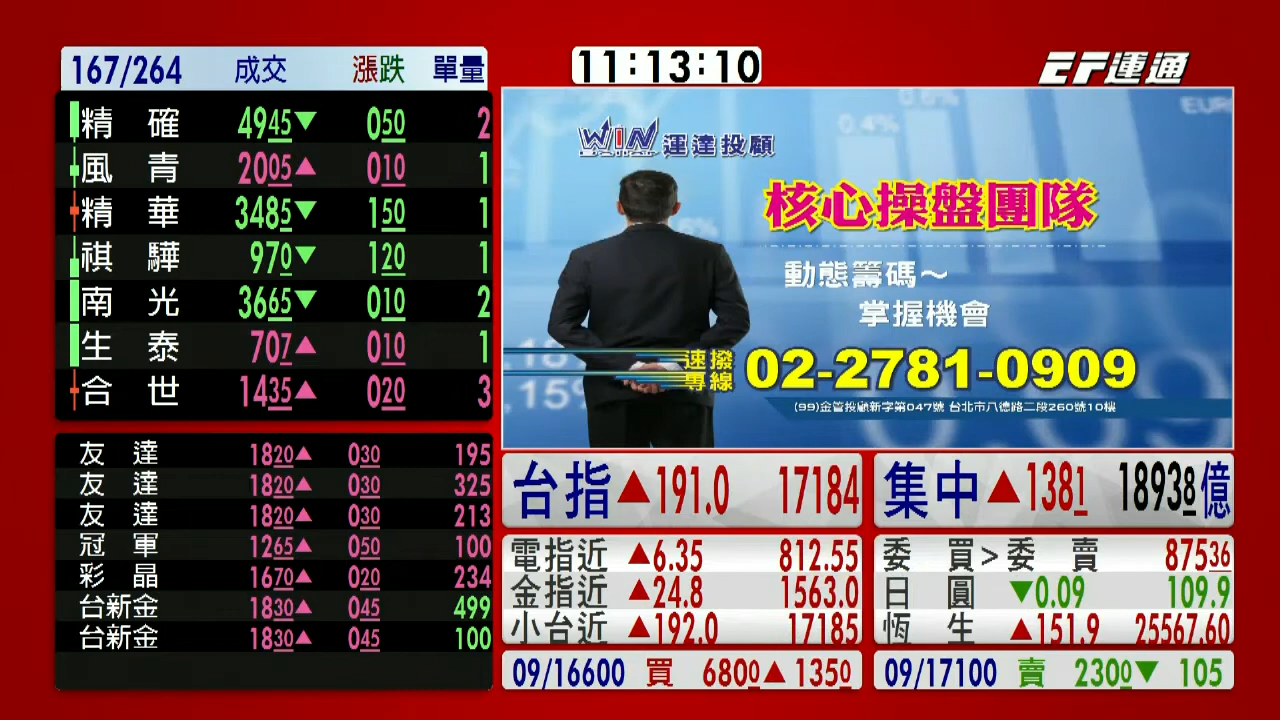 167/264 成交 漲跌 單量
精確 4945▼ 050 2
風青 2005▲ 010 1
精華 3485▼ 150 1
祺驊 970▼ 120 1
南光 3665▼ 010 2
生泰 707▲ 010 1
合世 1435▲ 020 3
友達 1820▲ 030 195
友達 1820▲ 030 325
友達 1820▲ 030 213
冠軍 1265▲ 050 100
彩晶 1670▲ 020 234
台新金 1830▲ 045 499
台新金 1830▲ 045 100
11:13:10
EF運通
WIN 運達投顧
核心操盤團隊
動態籌碼～
掌握機會
速撥專線 02-2781-0909
(99)金管投顧新字第047號 台北市八德路二段260號10樓
台指▲191.0 17184
集中▲1381 18938億
電指近 ▲6.35 812.55
金指近 ▲24.8 1563.0
小台近 ▲192.0 17185
委買>委賣 87536
日圓 ▼0.09 109.9
恆生 ▲151.9 25567.60
09/16600 買 6800▲1350
09/17100 賣 2300▼105